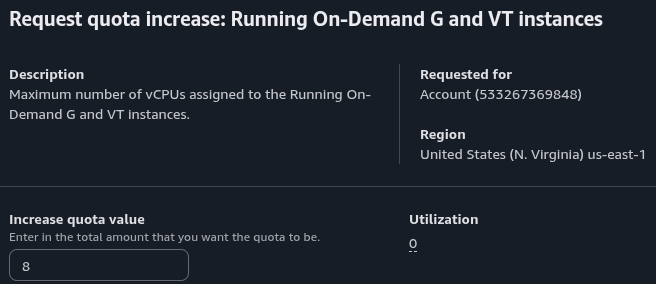 Request quota increase: Running On-Demand G and VT instances
Description
Maximum number of vCPUs assigned to the Running On-
Demand G and VT instances.
Requested for
Account (533267369848)
Region
United States (N. Virginia) us-east-1
Increase quota value
Enter in the total amount that you want the quota to be.
8
Utilization
0